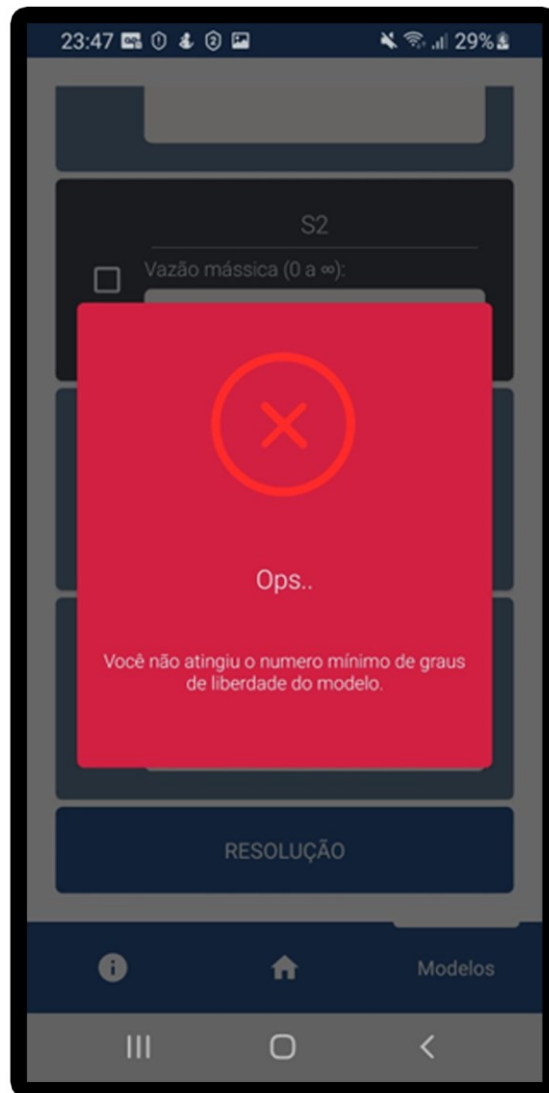 23:47 29%
S2
Vazão mássica (0 a ∞):
Ops..
Você não atingiu o numero mínimo de graus
de liberdade do modelo.
RESOLUÇÃO
Modelos